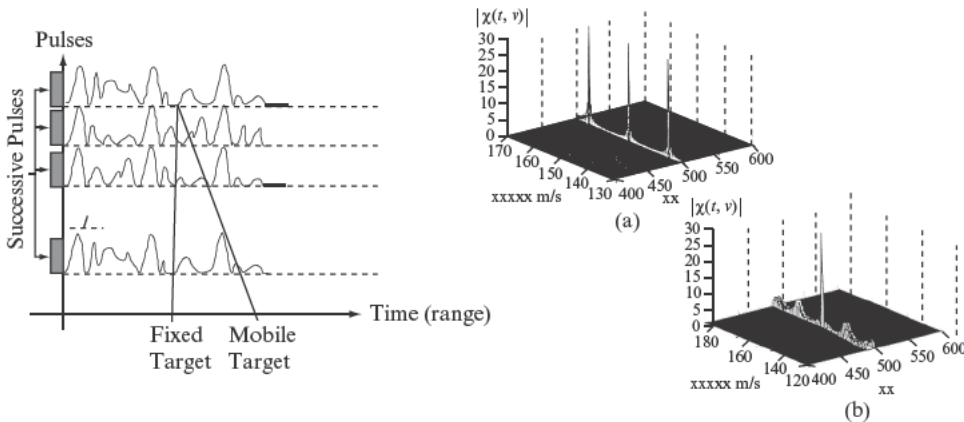 Pulses
Successive Pulses
Time (range)
Fixed
Target
Mobile
Target
|χ(t, v)|
30
25
20
15
10
5
0
170
160
150
140
130
xxxxx m/s
400
450
500
550
600
xx
(a)
|χ(t, v)|
30
25
20
15
10
5
0
180
160
140
120
xxxxx m/s
400
450
500
550
600
xx
(b)